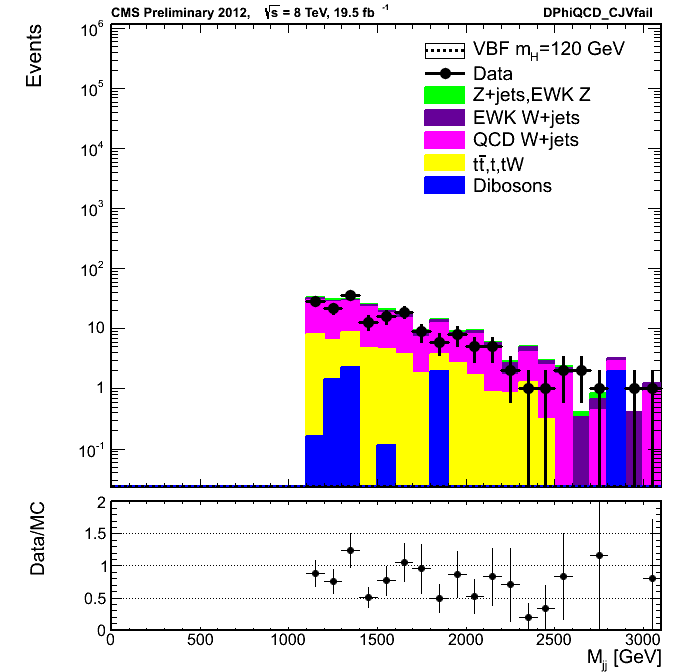 CMS Preliminary 2012, √s = 8 TeV, 19.5 fb⁻¹ DPhiQCD_CJVfail
Events
10⁶
10⁵
10⁴
10³
10²
10
1
10⁻¹
VBF m_H=120 GeV
Data
Z+jets,EWK Z
EWK W+jets
QCD W+jets
tt̄,t,tW
Dibosons
Data/MC
2
1.5
1
0.5
0
0 500 1000 1500 2000 2500 3000
M_jj [GeV]